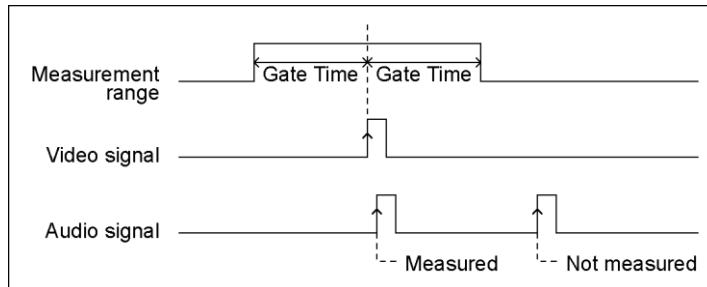 Measurement
range
Gate Time Gate Time
Video signal
Audio signal
Measured Not measured